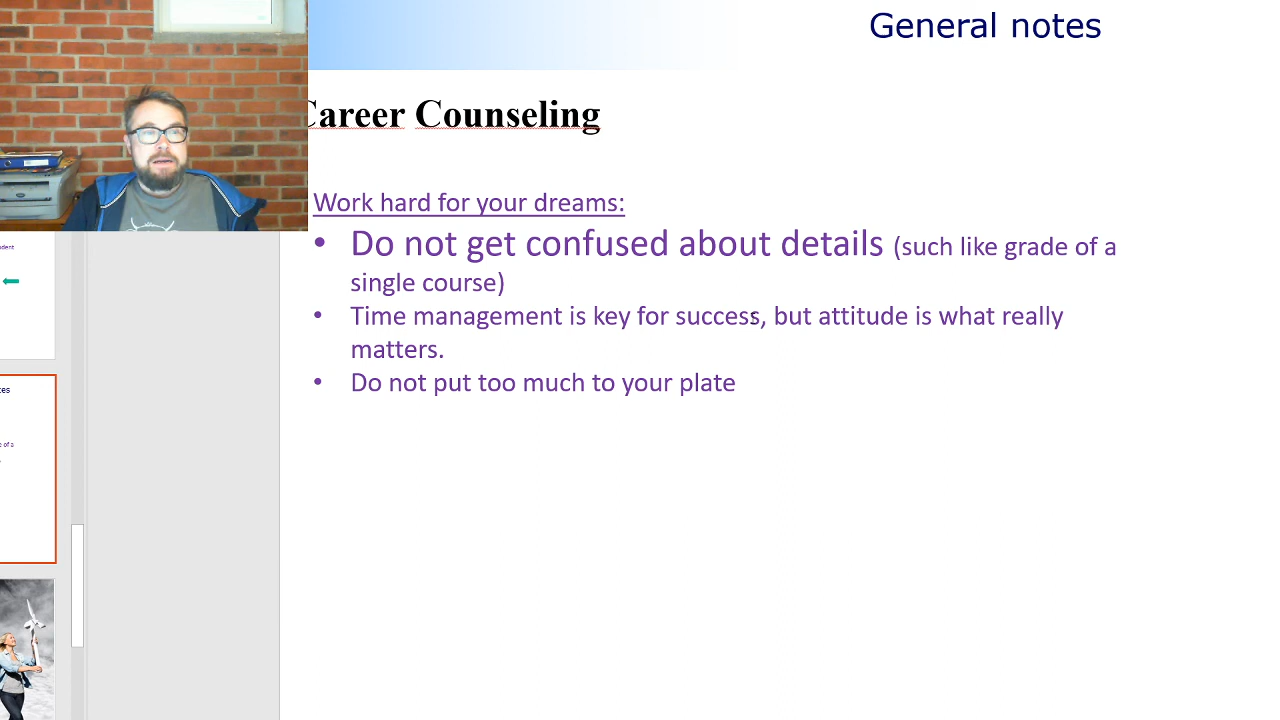 General notes
Career Counseling
Work hard for your dreams:
• Do not get confused about details (such like grade of a
single course)
• Time management is key for success, but attitude is what really
matters.
• Do not put too much to your plate